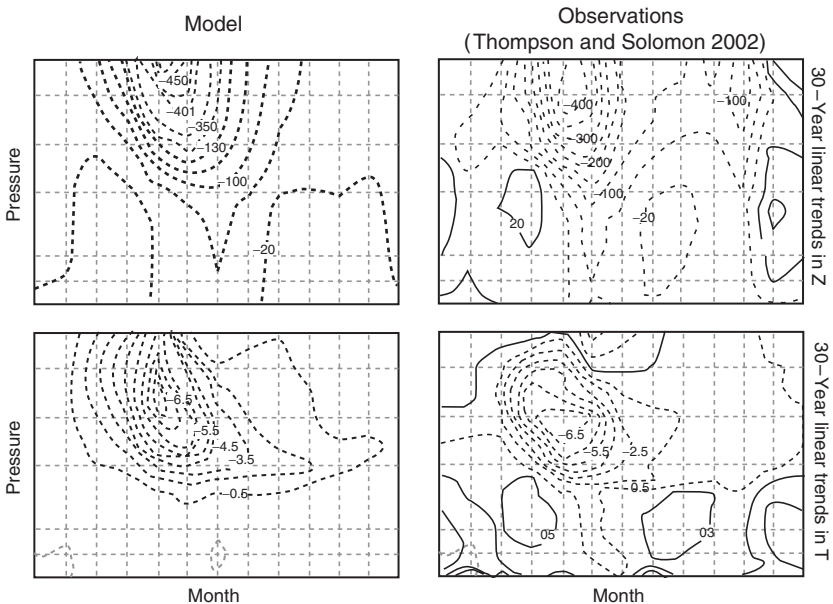 Model
Observations
(Thompson and Solomon 2002)
Pressure
−450
−401
−350
−130
−100
−20
−400
−300
−200
−100
−100
20
−20
30−Year linear trends in Z
Pressure
−6.5
−5.5
−4.5
−3.5
−0.5
−6.5
−5.5
−2.5
0.5
05
03
30−Year linear trends in T
Month
Month